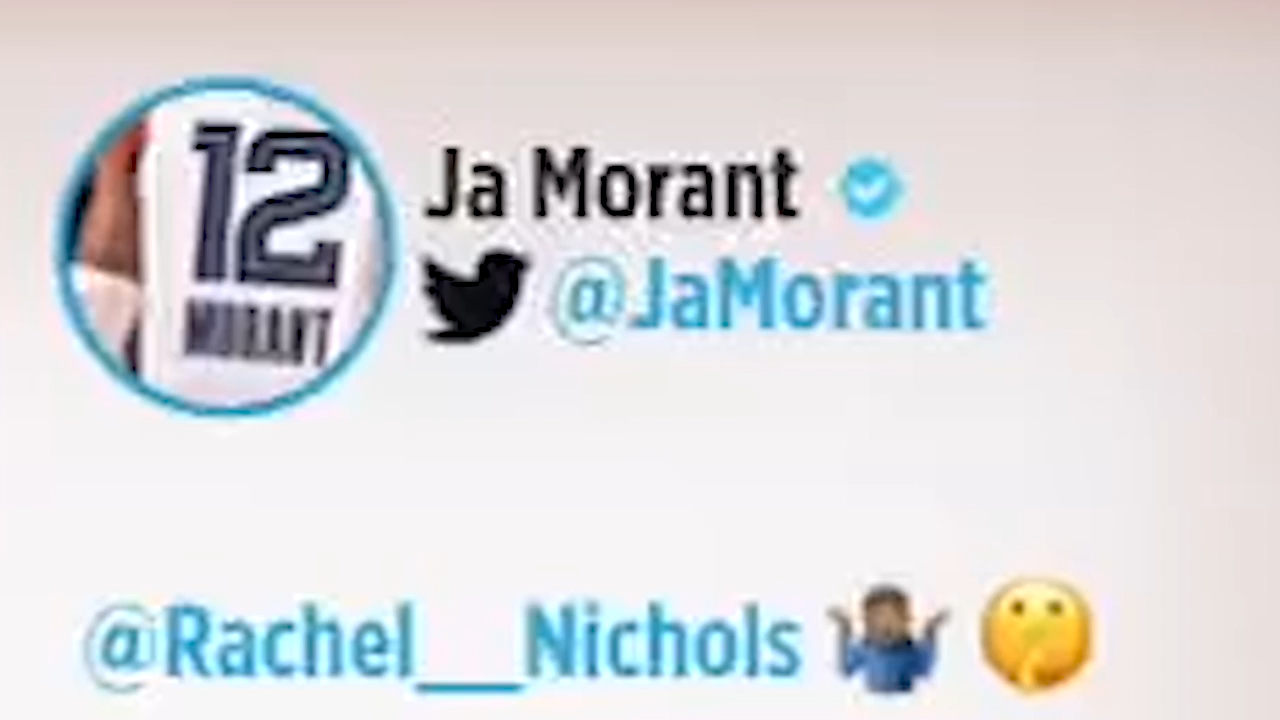 12
MORANT
Ja Morant
@JaMorant
@Rachel__Nichols 🤷🏽‍♂️ 🤫